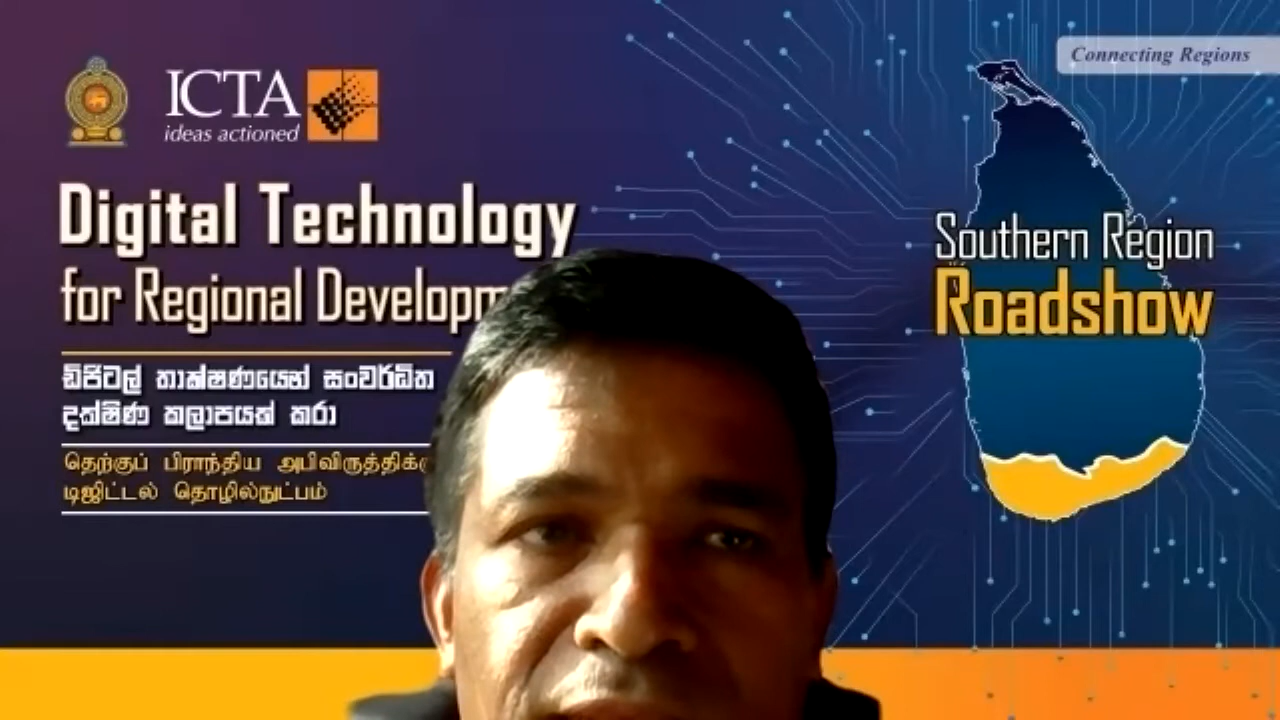 Connecting Regions
ICTA
ideas actioned
Digital Technology
for Regional Developm
ඩිජිටල් තාක්ෂණයෙන් සංවර්ධිත
දක්ෂිණ කලාපයක් කරා
தெற்குப் பிராந்திய அபிவிருத்திக்கு
டிஜிட்டல் தொழில்நுட்பம்
Southern Region
Roadshow